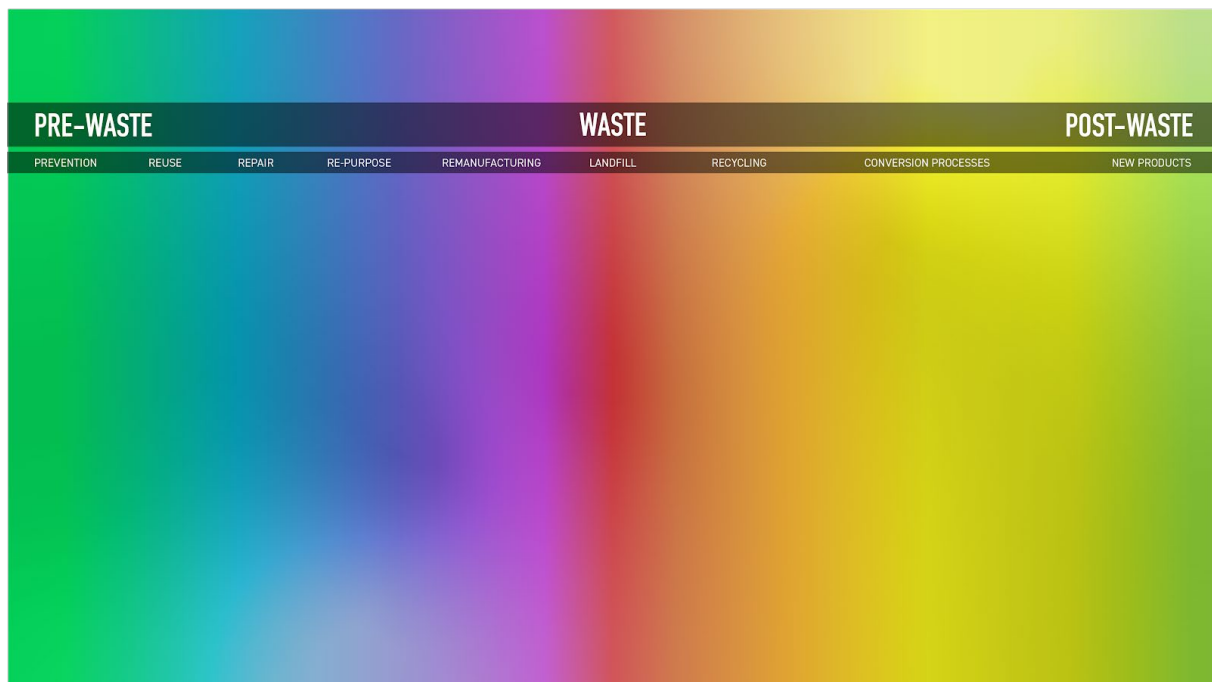 PRE-WASTE WASTE POST-WASTE
PREVENTION REUSE REPAIR RE-PURPOSE REMANUFACTURING LANDFILL RECYCLING CONVERSION PROCESSES NEW PRODUCTS